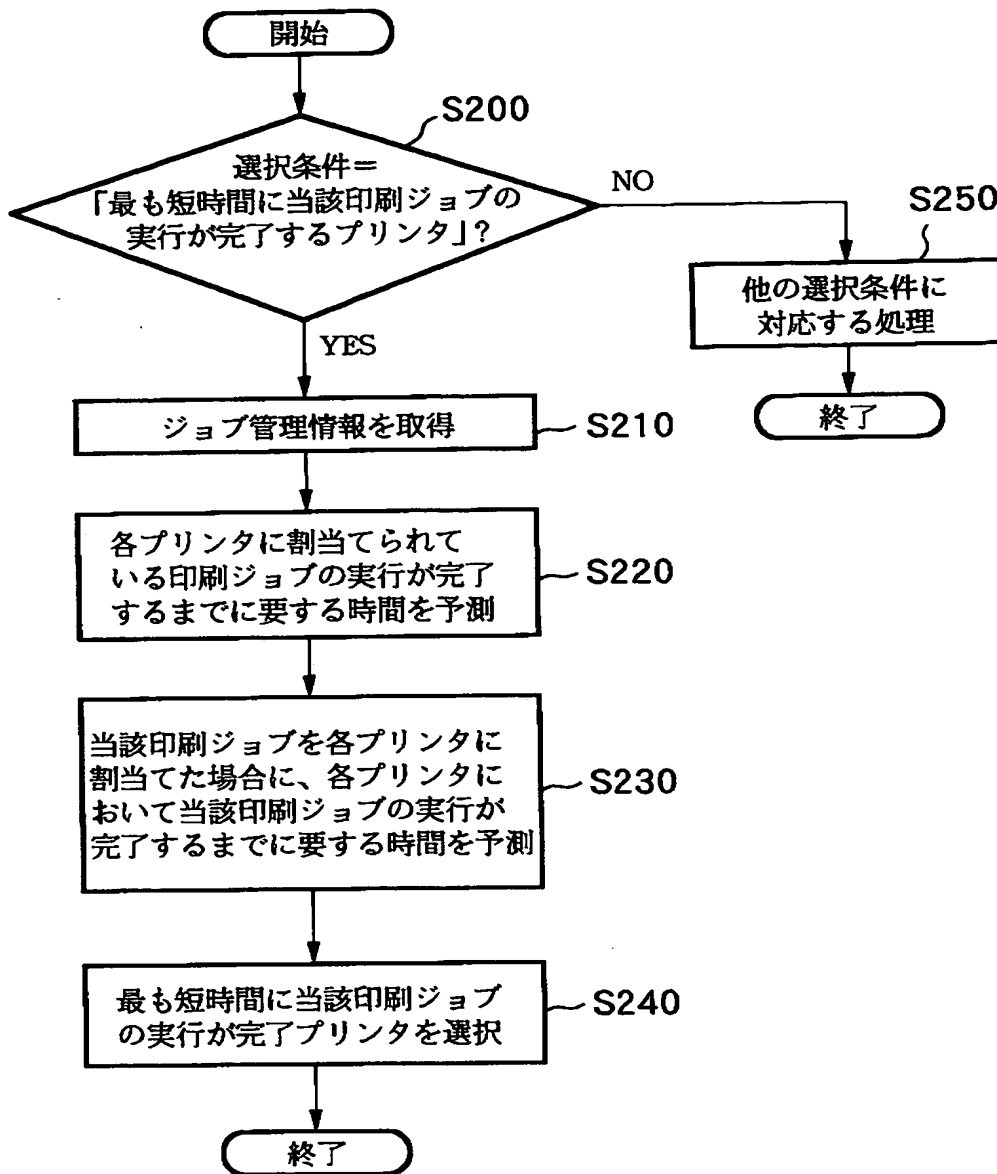 開始
S200
選択条件＝
「最も短時間に当該印刷ジョブの
実行が完了するプリンタ」？
NO
S250
他の選択条件に
対応する処理
終了
YES
ジョブ管理情報を取得
S210
各プリンタに割当てられて
いる印刷ジョブの実行が完了
するまでに要する時間を予測
S220
当該印刷ジョブを各プリンタに
割当てた場合に、各プリンタに
おいて当該印刷ジョブの実行が
完了するまでに要する時間を予測
S230
最も短時間に当該印刷ジョブ
の実行が完了プリンタを選択
S240
終了